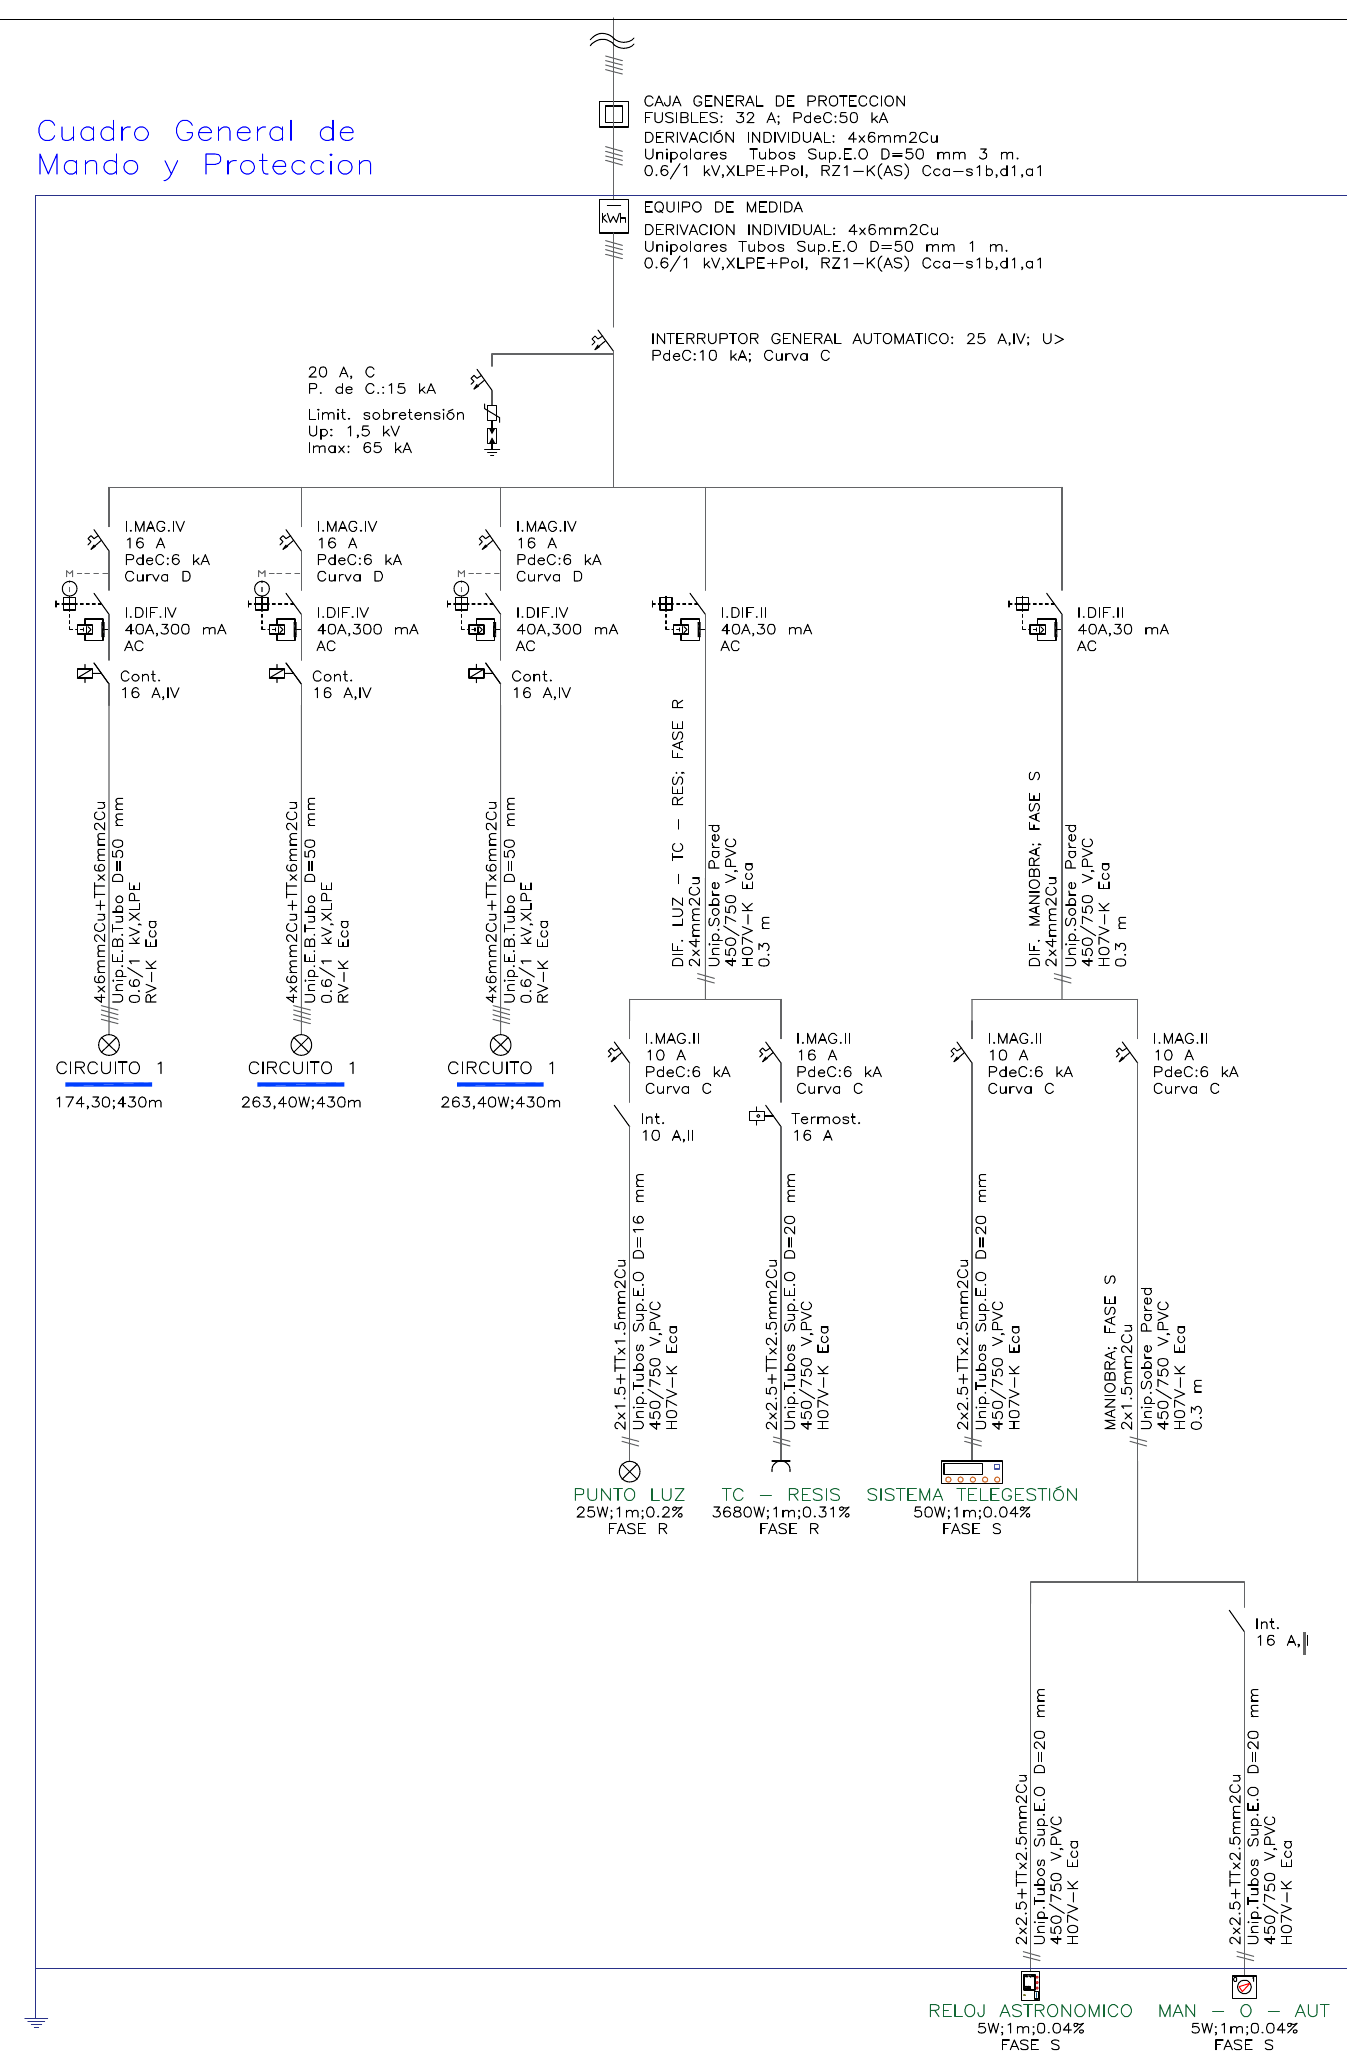 CAJA GENERAL DE PROTECCION
FUSIBLES: 32 A; PdeC:50 kA
DERIVACIÓN INDIVIDUAL: 4x6mm2Cu
Unipolares Tubos Sup.E.O D=50 mm 3 m.
0.6/1 kV,XLPE+Pol, RZ1-K(AS) Cca-s1b,d1,a1
Cuadro General de
Mando y Proteccion
KWh
EQUIPO DE MEDIDA
DERIVACION INDIVIDUAL: 4x6mm2Cu
Unipolares Tubos Sup.E.O D=50 mm 1 m.
0.6/1 kV,XLPE+Pol, RZ1-K(AS) Cca-s1b,d1,a1
INTERRUPTOR GENERAL AUTOMATICO: 25 A,IV; U>
PdeC:10 kA; Curva C
20 A, C
P. de C.:15 kA
Limit. sobretensión
Up: 1,5 kV
Imax: 65 kA
I.MAG.IV
16 A
PdeC:6 kA
Curva D
M
I.DIF.IV
40A,300 mA
AC
Cont.
16 A,IV
4x6mm2Cu+TTx6mm2Cu
Unip.E.B.Tubo D=50 mm
0.6/1 kV,XLPE
RV-K Eca
CIRCUITO 1
174,30;430m
I.MAG.IV
16 A
PdeC:6 kA
Curva D
M
I.DIF.IV
40A,300 mA
AC
Cont.
16 A,IV
4x6mm2Cu+TTx6mm2Cu
Unip.E.B.Tubo D=50 mm
0.6/1 kV,XLPE
RV-K Eca
CIRCUITO 1
263,40W;430m
I.MAG.IV
16 A
PdeC:6 kA
Curva D
M
I.DIF.IV
40A,300 mA
AC
Cont.
16 A,IV
4x6mm2Cu+TTx6mm2Cu
Unip.E.B.Tubo D=50 mm
0.6/1 kV,XLPE
RV-K Eca
CIRCUITO 1
263,40W;430m
I.DIF.II
40A,30 mA
AC
DIF. LUZ - TC - RES; FASE R
2x4mm2Cu
Unip.Sobre Pared
450/750 V,PVC
H07V-K Eca
0.3 m
I.MAG.II
10 A
PdeC:6 kA
Curva C
Int.
10 A,II
2x1.5+TTx1.5mm2Cu
Unip.Tubos Sup.E.O D=16 mm
450/750 V,PVC
H07V-K Eca
PUNTO LUZ
25W;1m;0.2%
FASE R
I.MAG.II
16 A
PdeC:6 kA
Curva C
Termost.
16 A
2x2.5+TTx2.5mm2Cu
Unip.Tubos Sup.E.O D=20 mm
450/750 V,PVC
H07V-K Eca
TC - RESIS
3680W;1m;0.31%
FASE R
I.DIF.II
40A,30 mA
AC
DIF. MANIOBRA; FASE S
2x4mm2Cu
Unip.Sobre Pared
450/750 V,PVC
H07V-K Eca
0.3 m
I.MAG.II
10 A
PdeC:6 kA
Curva C
2x2.5+TTx2.5mm2Cu
Unip.Tubos Sup.E.O D=20 mm
450/750 V,PVC
H07V-K Eca
SISTEMA TELEGESTIÓN
50W;1m;0.04%
FASE S
I.MAG.II
10 A
PdeC:6 kA
Curva C
MANIOBRA; FASE S
2x1.5mm2Cu
Unip.Sobre Pared
450/750 V,PVC
H07V-K Eca
0.3 m
2x2.5+TTx2.5mm2Cu
Unip.Tubos Sup.E.O D=20 mm
450/750 V,PVC
H07V-K Eca
RELOJ ASTRONOMICO
5W;1m;0.04%
FASE S
Int.
16 A,II
2x2.5+TTx2.5mm2Cu
Unip.Tubos Sup.E.O D=20 mm
450/750 V,PVC
H07V-K Eca
MAN - O - AUT
5W;1m;0.04%
FASE S